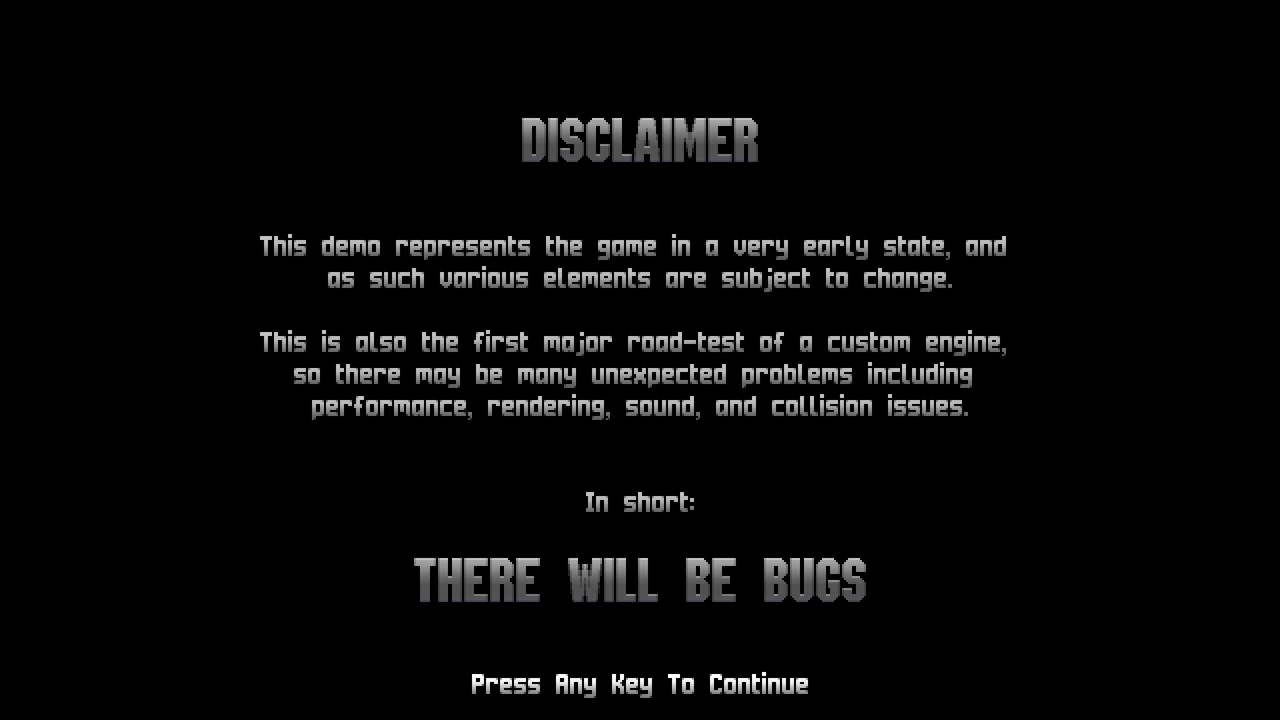 DISCLAIMER
This demo represents the game in a very early state, and
as such various elements are subject to change.
This is also the first major road-test of a custom engine,
so there may be many unexpected problems including
performance, rendering, sound, and collision issues.
In short:
THERE WILL BE BUGS
Press Any Key To Continue